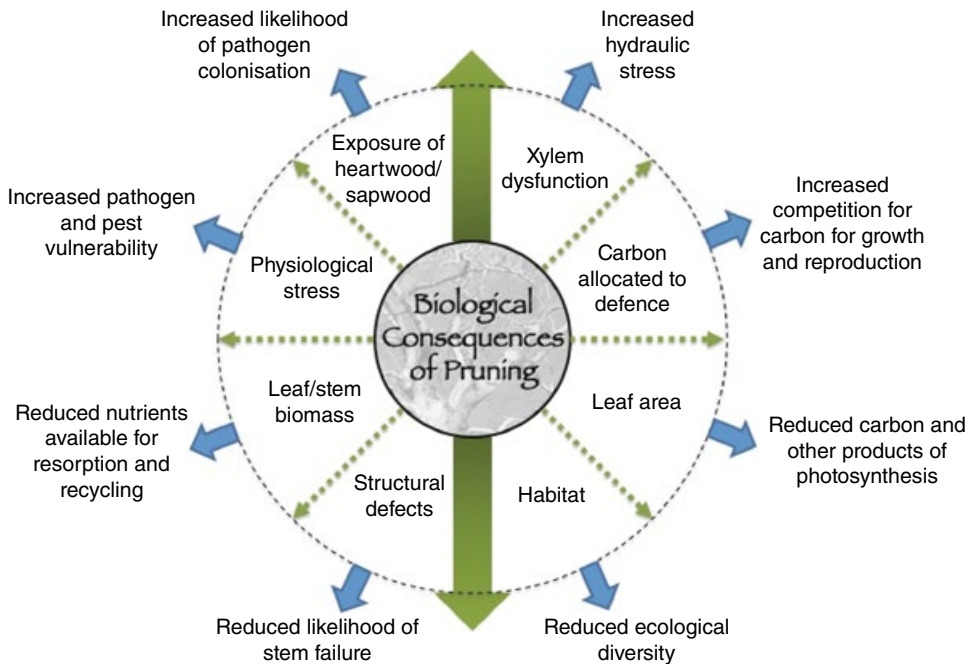 Increased likelihood
of pathogen
colonisation
Increased
hydraulic
stress
Exposure of
heartwood/
sapwood
Xylem
dysfunction
Increased pathogen
and pest
vulnerability
Increased
competition for
carbon for growth
and reproduction
Physiological
stress
Carbon
allocated to
defence
Biological
Consequences
of Pruning
Leaf/stem
biomass
Leaf area
Reduced nutrients
available for
resorption and
recycling
Reduced carbon and
other products of
photosynthesis
Structural
defects
Habitat
Reduced likelihood of
stem failure
Reduced ecological
diversity